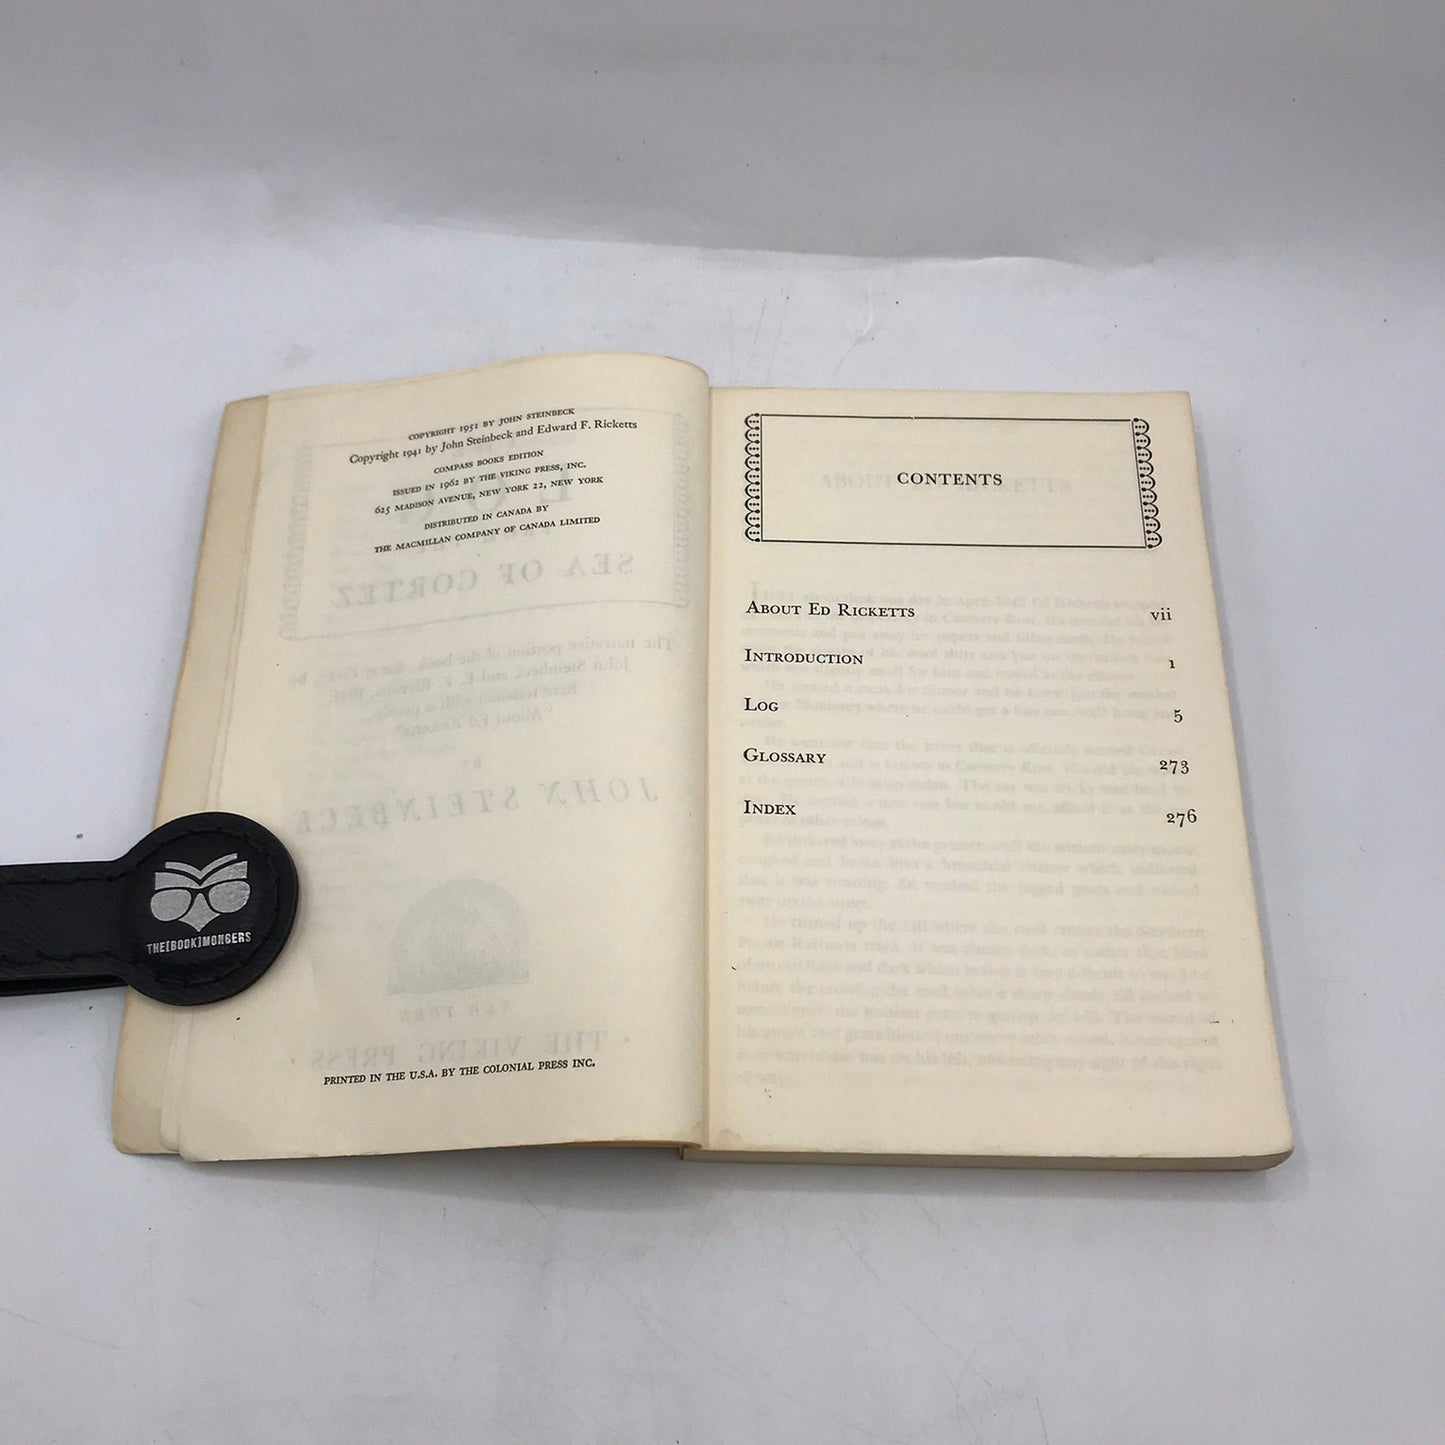 COPYRIGHT 1951 BY JOHN STEINBECK
Copyright 1941 by John Steinbeck and Edward F. Ricketts
COMPASS BOOKS EDITION
ISSUED IN 1962 BY THE VIKING PRESS, INC.
625 MADISON AVENUE, NEW YORK 22, NEW YORK
DISTRIBUTED IN CANADA BY
THE MACMILLAN COMPANY OF CANADA LIMITED
PRINTED IN THE U.S.A. BY THE COLONIAL PRESS INC.
THE[BOOK]MONGERS
CONTENTS
ABOUT ED RICKETTS vii
INTRODUCTION 1
LOG 5
GLOSSARY 273
INDEX 276